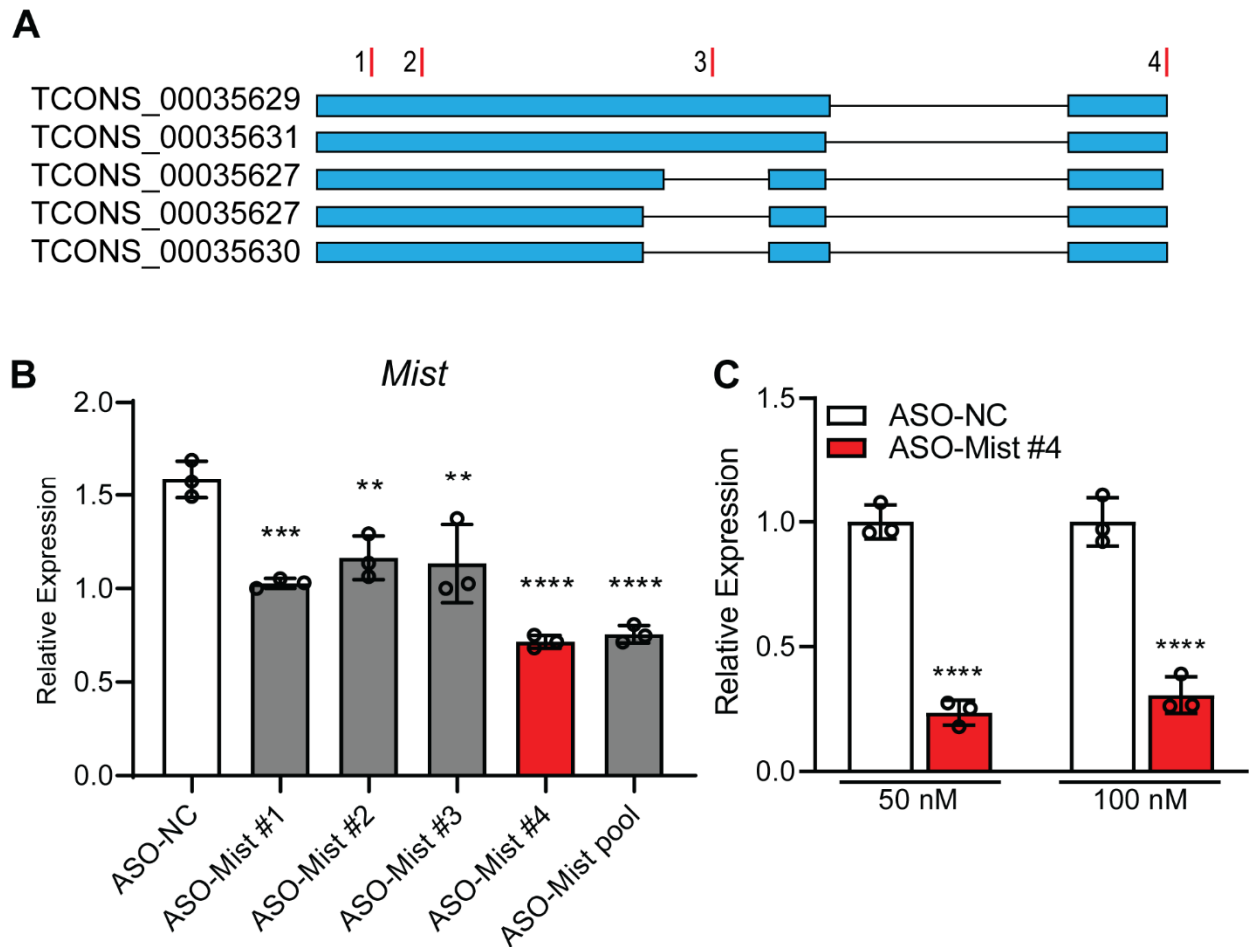 A
1 2 3 4
TCONS_00035629
TCONS_00035631
TCONS_00035627
TCONS_00035627
TCONS_00035630
B
Mist
Relative Expression
2.0
1.5
1.0
0.5
0.0
***
**
**
****
****
ASO-NC
ASO-Mist #1
ASO-Mist #2
ASO-Mist #3
ASO-Mist #4
ASO-Mist pool
C
Relative Expression
1.5
1.0
0.5
0.0
ASO-NC
ASO-Mist #4
****
****
50 nM
100 nM